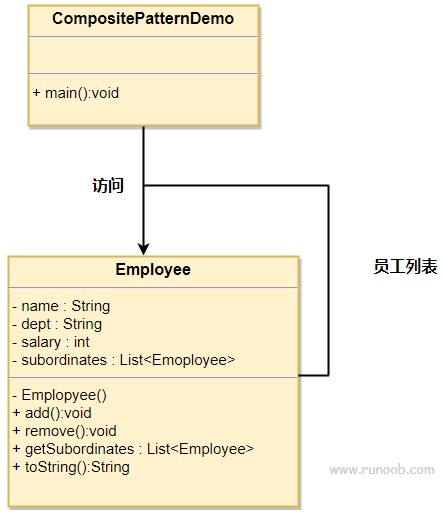 CompositePatternDemo
+ main():void
访问
员工列表
Employee
- name : String
- dept : String
- salary : int
- subordinates : List<Emoployee>
- Emplopyee()
+ add():void
+ remove():void
+ getSubordinates : List<Employee>
+ toString():String
www.runoob.com